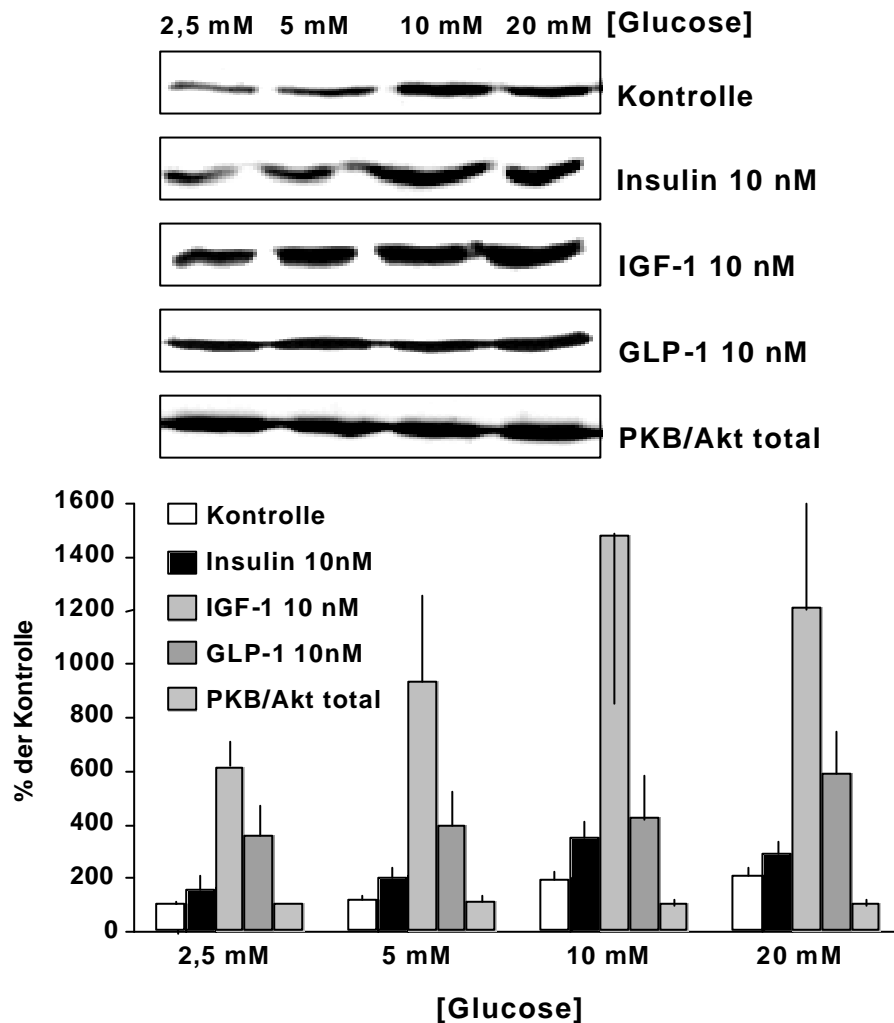 2,5 mM 5 mM 10 mM 20 mM [Glucose]
Kontrolle
Insulin 10 nM
IGF-1 10 nM
GLP-1 10 nM
PKB/Akt total
1600
1400
1200
1000
800
600
400
200
0
% der Kontrolle
Kontrolle
Insulin 10nM
IGF-1 10 nM
GLP-1 10nM
PKB/Akt total
2,5 mM 5 mM 10 mM 20 mM
[Glucose]